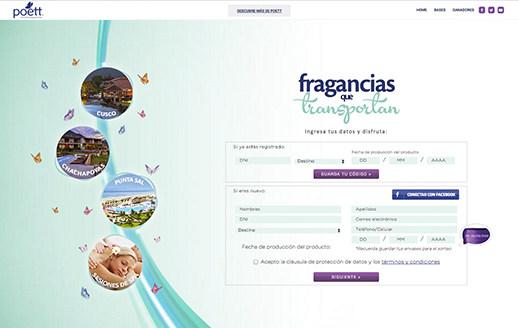 poett
DESCUBRE MÁS DE POETT
HOME
BASES
GANADORES
fragancias
que
transportan
Ingresa tus datos y disfruta:
CUSCO
CHACHAPOYAS
PUNTA SAL
SESIONES DE SPA
Si ya estás registrado:
Fecha de producción del producto:
DNI
Destino
DD / MM / AAAA
GUARDA TU CÓDIGO >
Si eres nuevo:
CONECTAR CON FACEBOOK
Nombres
Apellidos
DNI
Correo electrónico
Destino
Teléfono/Celular
Fecha de producción del producto:
DD / MM / AAAA
*Recuerda guardar tus envases para el sorteo
Acepto la cláusula de protección de datos y los términos y condiciones
SIGUIENTE >